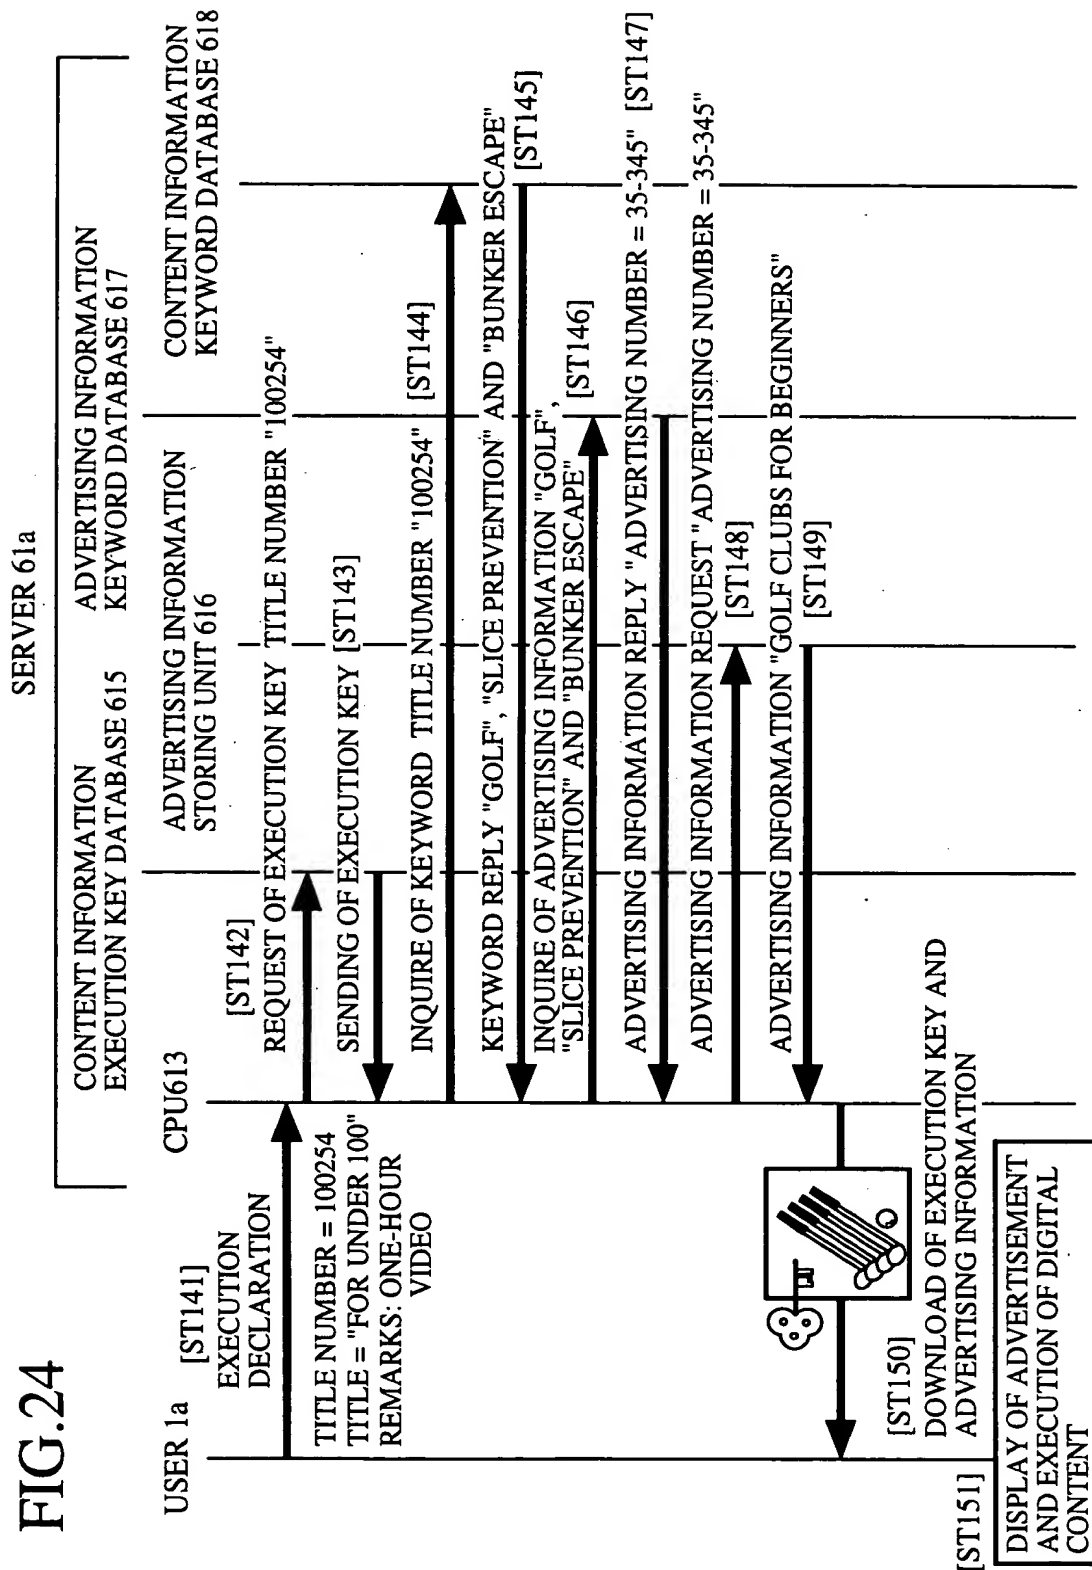 FIG.24
SERVER 61a
CONTENT INFORMATION
EXECUTION KEY DATABASE 615
ADVERTISING INFORMATION
KEYWORD DATABASE 617
USER 1a
CPU613
ADVERTISING INFORMATION
STORING UNIT 616
CONTENT INFORMATION
KEYWORD DATABASE 618
[ST141]
EXECUTION
DECLARATION
TITLE NUMBER = 100254
TITLE = "FOR UNDER 100"
REMARKS: ONE-HOUR
VIDEO
[ST142]
REQUEST OF EXECUTION KEY TITLE NUMBER "100254"
SENDING OF EXECUTION KEY [ST143]
INQUIRE OF KEYWORD TITLE NUMBER "100254" [ST144]
KEYWORD REPLY "GOLF", "SLICE PREVENTION" AND "BUNKER ESCAPE"
[ST145]
INQUIRE OF ADVERTISING INFORMATION "GOLF",
"SLICE PREVENTION" AND "BUNKER ESCAPE" [ST146]
ADVERTISING INFORMATION REPLY "ADVERTISING NUMBER = 35-345" [ST147]
ADVERTISING INFORMATION REQUEST "ADVERTISING NUMBER = 35-345"
[ST148]
ADVERTISING INFORMATION "GOLF CLUBS FOR BEGINNERS"
[ST149]
[ST150]
DOWNLOAD OF EXECUTION KEY AND
ADVERTISING INFORMATION
[ST151]
DISPLAY OF ADVERTISEMENT
AND EXECUTION OF DIGITAL
CONTENT